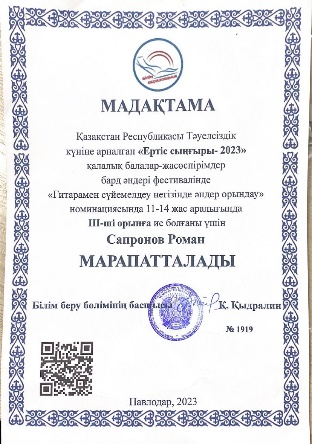 МАДАҚТАМА
Қазақстан Республикасы Тәуелсіздік
күніне арналған «Ертіс сыңғыры- 2023»
қалалық балалар-жасөспірімдер
бард әндері фестивалінде
«Гитарамен сүйемелдеу негізінде әндер орындау»
номинациясында 11-14 жас аралығында
III-ші орынға ие болғаны үшін
Сапронов Роман
МАРАПАТТАЛАДЫ
Білім беру бөлімінің басшысы Қ. Қыдралин
№ 1919
Павлодар, 2023